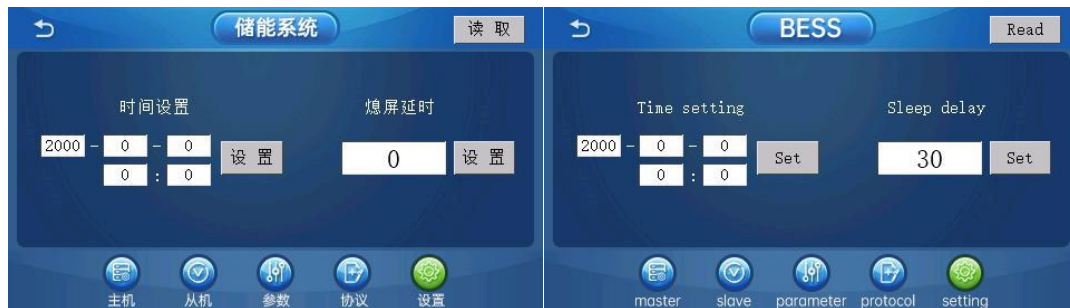 储能系统
读 取
时间设置
熄屏延时
2000 - 0 - 0
0 : 0
设 置
0
设 置
主机
从机
参数
协议
设置
BESS
Read
Time setting
Sleep delay
2000 - 0 - 0
0 : 0
Set
30
Set
master
slave
parameter
protocol
setting